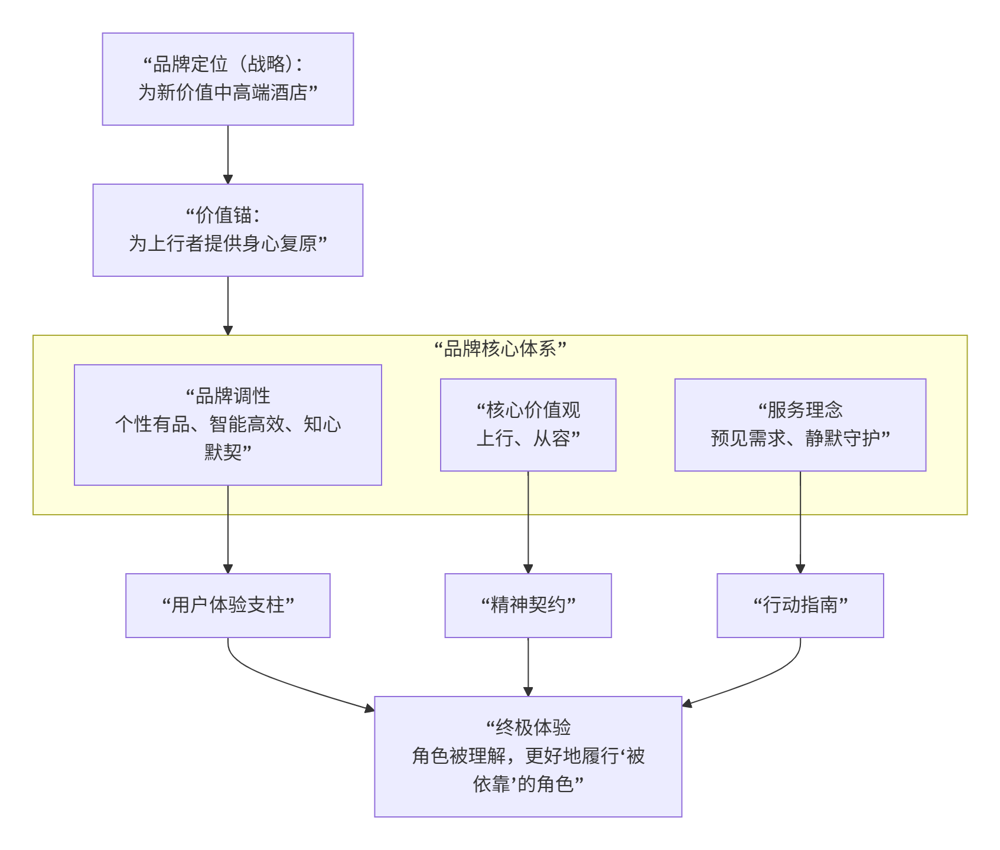 “品牌定位（战略）：
为新价值中高端酒店”
“价值锚：
为上行者提供身心复原”
“品牌核心体系”
“品牌调性
个性有品、智能高效、知心
默契”
“核心价值观
上行、从容”
“服务理念
预见需求、静默守护”
“用户体验支柱”
“精神契约”
“行动指南”
“终极体验
角色被理解，更好地履行‘被
依靠’的角色”